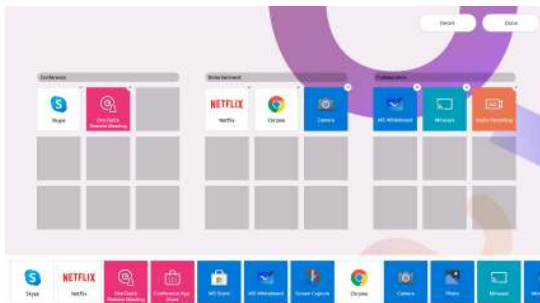 Reset
Done
Conference
Entertainment
Collaboration
Skype
One:Quick
Remote Meeting
NETFLIX
Netflix
Chrome
Camera
MS Whiteboard
Miracast
Audio Recording
Skype
NETFLIX
Netflix
One:Quick
Remote Meeting
Conference App
Store
MS Store
MS Whiteboard
Screen Capture
Chrome
Camera
Photo
Miracast